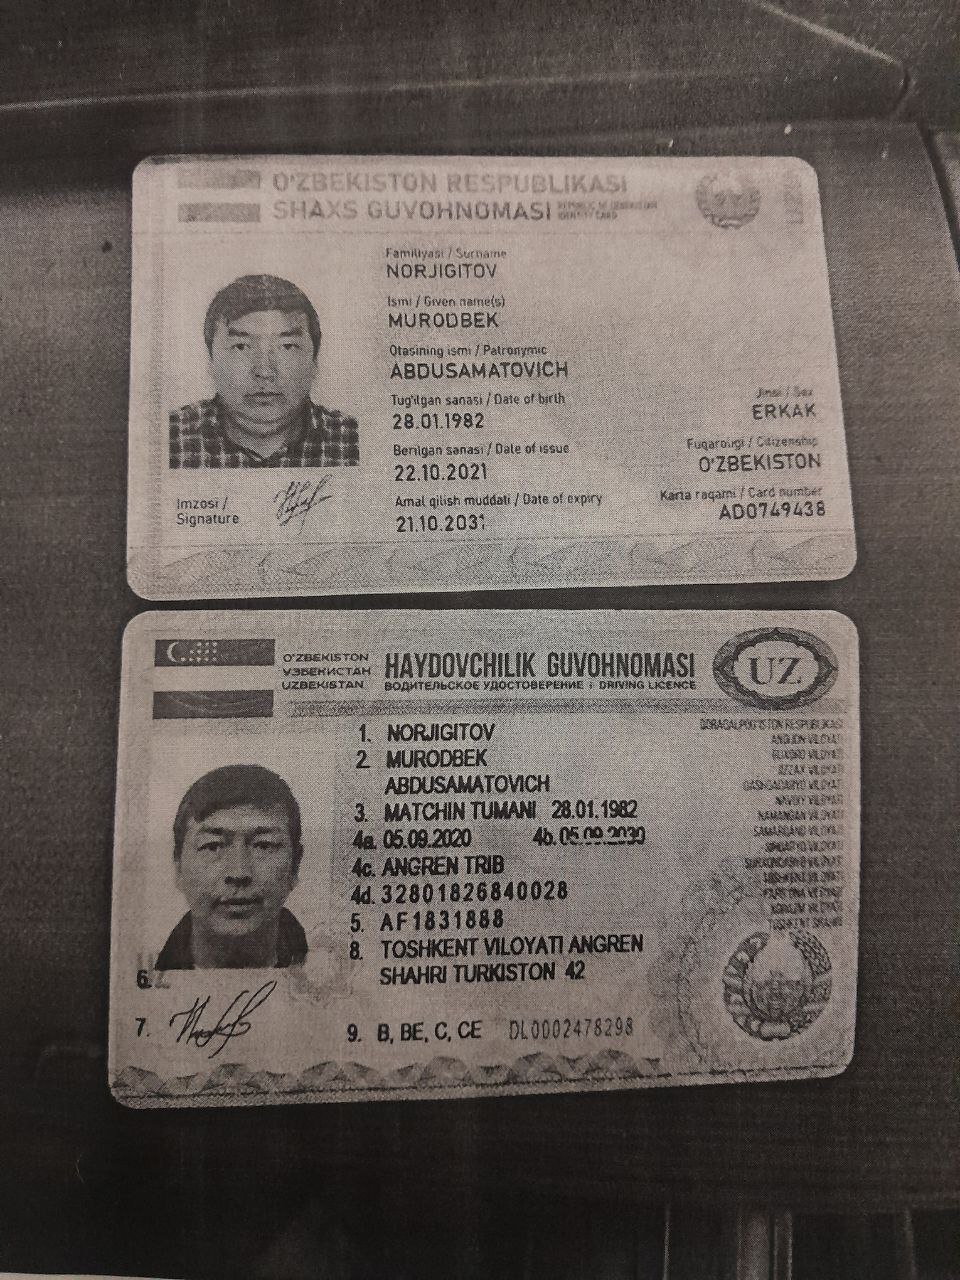 O'ZBEKISTON RESPUBLIKASI
SHAXS GUVOHNOMASI
Familiyasi / Surname
NORJIGITOV
Ismi / Given name(s)
MURODBEK
Otasining ismi / Patronymic
ABDUSAMATOVICH
Tug'ilgan sanasi / Date of birth
28.01.1982
Jinsi / Sex
ERKAK
Berilgan sanasi / Date of issue
22.10.2021
Fuqaroligi / Citizenship
O'ZBEKISTON
Amal qilish muddati / Date of expiry
21.10.2031
Karta raqami / Card number
AD0749438
Imzosi /
Signature
O'ZBEKISTON
УЗБЕКИСТАН
UZBEKISTAN
HAYDOVCHILIK GUVOHNOMASI
ВОДИТЕЛЬСКОЕ УДОСТОВЕРЕНИЕ : DRIVING LICENCE
UZ
1. NORJIGITOV
2. MURODBEK
ABDUSAMATOVICH
3. MATCHIN TUMANI 28.01.1982
4a. 05.09.2020 4b. 05.09.2030
4c. ANGREN TRIB
4d. 32801826840028
5. AF1831888
8. TOSHKENT VILOYATI ANGREN
SHAHRI TURKISTON 42
6.
7.
9. B, BE, C, CE DL0002478298
QORAQALPOG'ISTON RESPUBLIKASI
ANDIJON VILOYATI
BUXORO VILOYATI
JIZZAX VILOYATI
QASHQADARYO VILOYATI
NAVOIY VILOYATI
NAMANGAN VILOYATI
SAMARQAND VILOYATI
SIRDARYO VILOYATI
SURXONDARYO VILOYATI
TOSHKENT VILOYATI
FARG'ONA VILOYATI
XORAZM VILOYATI
TOSHKENT SHAHRI